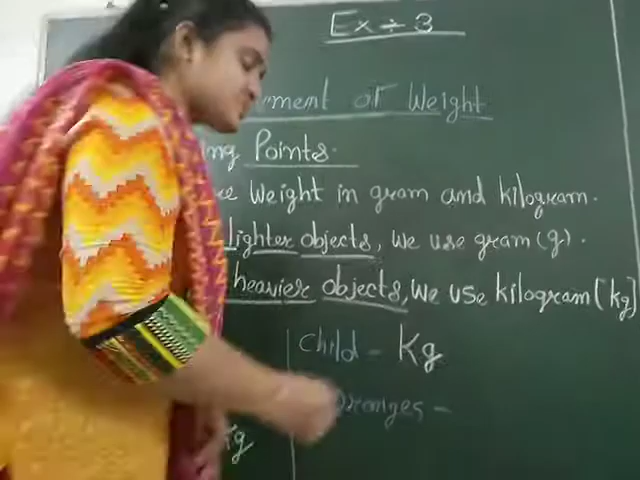 Ex ÷ 3
ment of Weight
ing Points.
Weight in gram and kilogram.
lighter objects, we use gram (g).
heavier objects, we use kilogram [kg]
Child - Kg
Oranges -
Kg